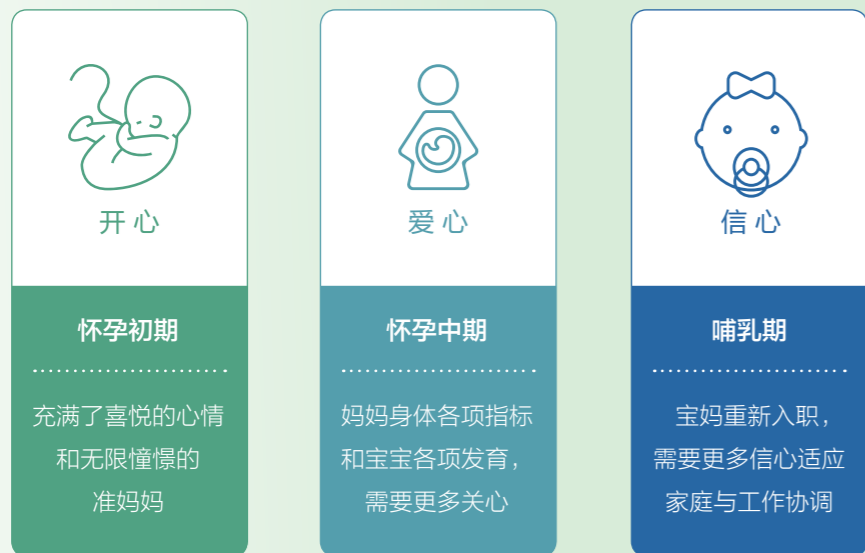 开心
怀孕初期
充满了喜悦的心情
和无限憧憬的
准妈妈
爱心
怀孕中期
妈妈身体各项指标
和宝宝各项发育，
需要更多关心
信心
哺乳期
宝妈重新入职，
需要更多信心适应
家庭与工作协调